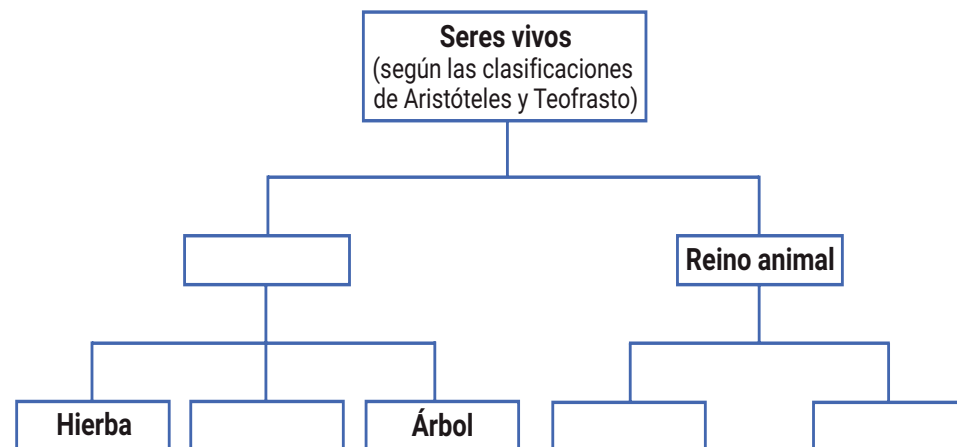 Seres vivos
(según las clasificaciones
de Aristóteles y Teofrasto)
Reino animal
Hierba
Árbol